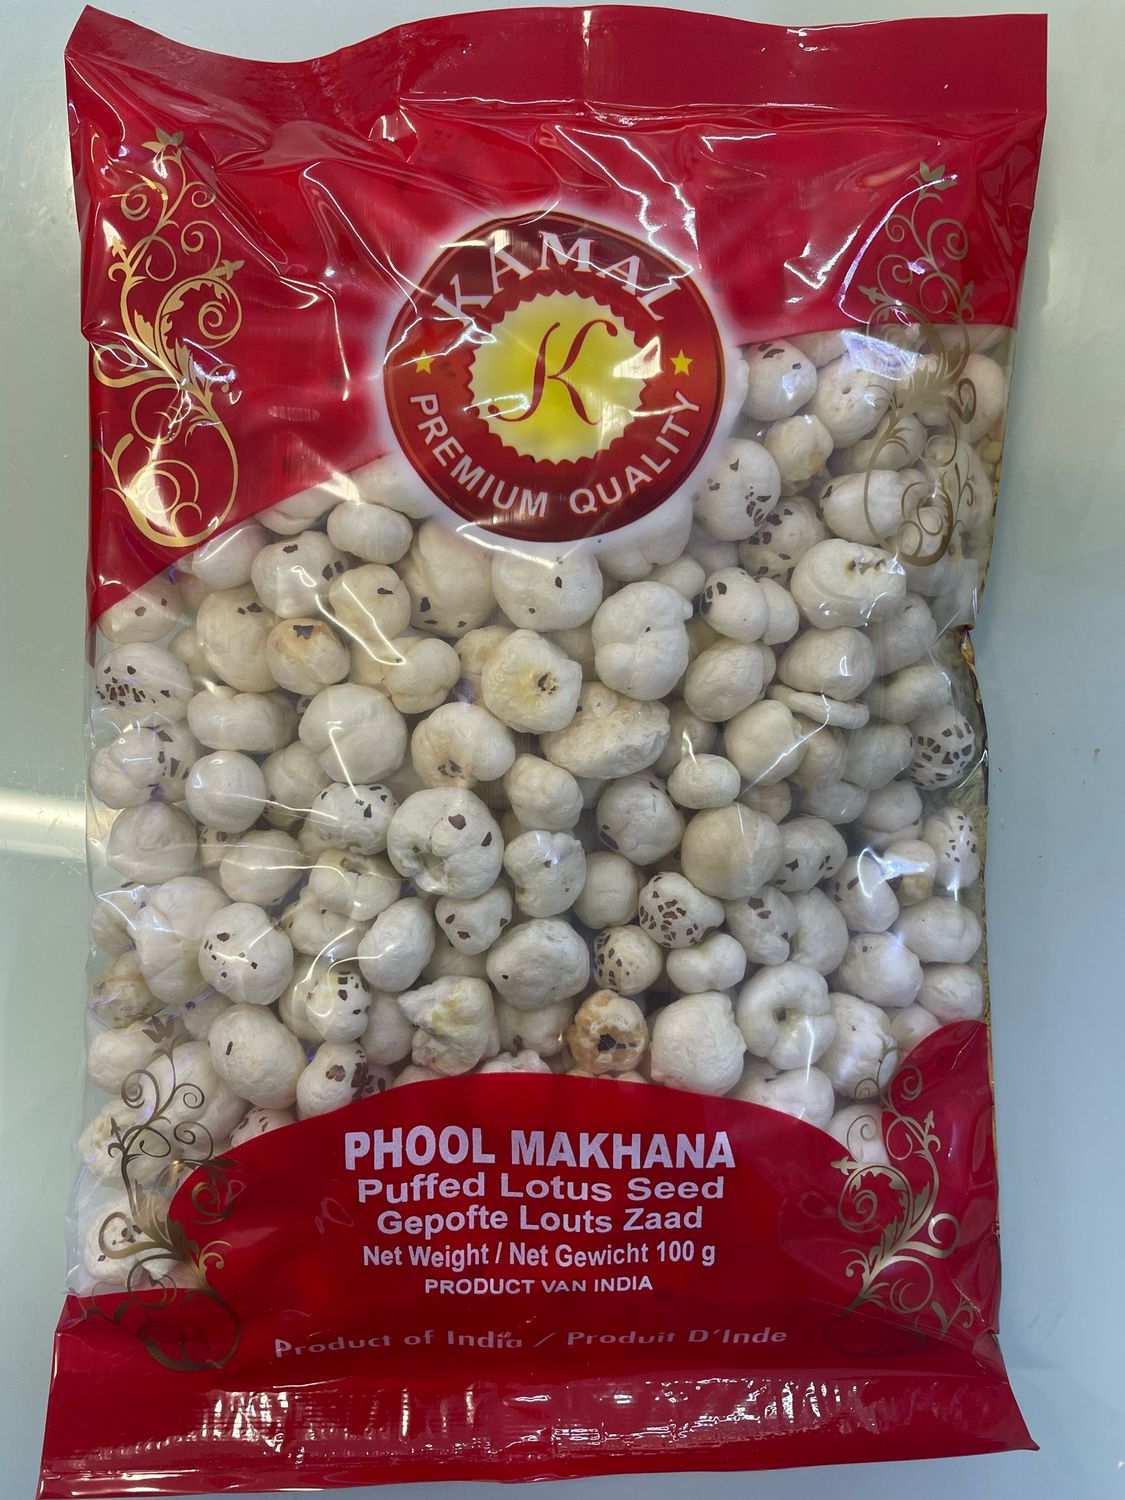 KAMAL
K
PREMIUM QUALITY
PHOOL MAKHANA
Puffed Lotus Seed
Gepofte Louts Zaad
Net Weight / Net Gewicht 100 g
PRODUCT VAN INDIA
Product of India / Produit D'Inde